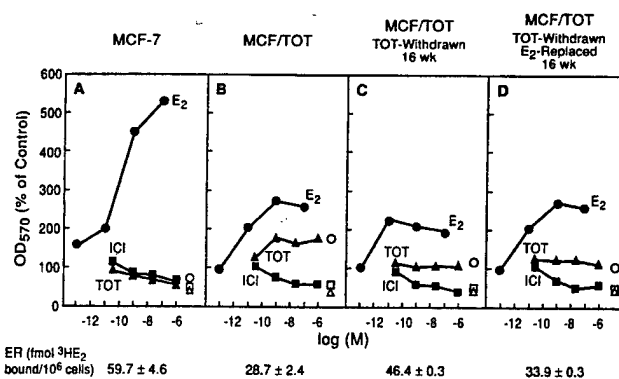 MCF-7
MCF/TOT
MCF/TOT
TOT-Withdrawn
16 wk
MCF/TOT
TOT-Withdrawn
E2-Replaced
16 wk
OD570 (% of Control)
600
500
400
300
200
100
0
A
E2
ICI
TOT
B
E2
TOT
ICI
C
E2
TOT
ICI
D
E2
TOT
ICI
-12 -10 -8 -6
-12 -10 -8 -6
-12 -10 -8 -6
-12 -10 -8 -6
log (M)
ER (fmol ³HE2
bound/10⁶ cells)
59.7 ± 4.6
28.7 ± 2.4
46.4 ± 0.3
33.9 ± 0.3